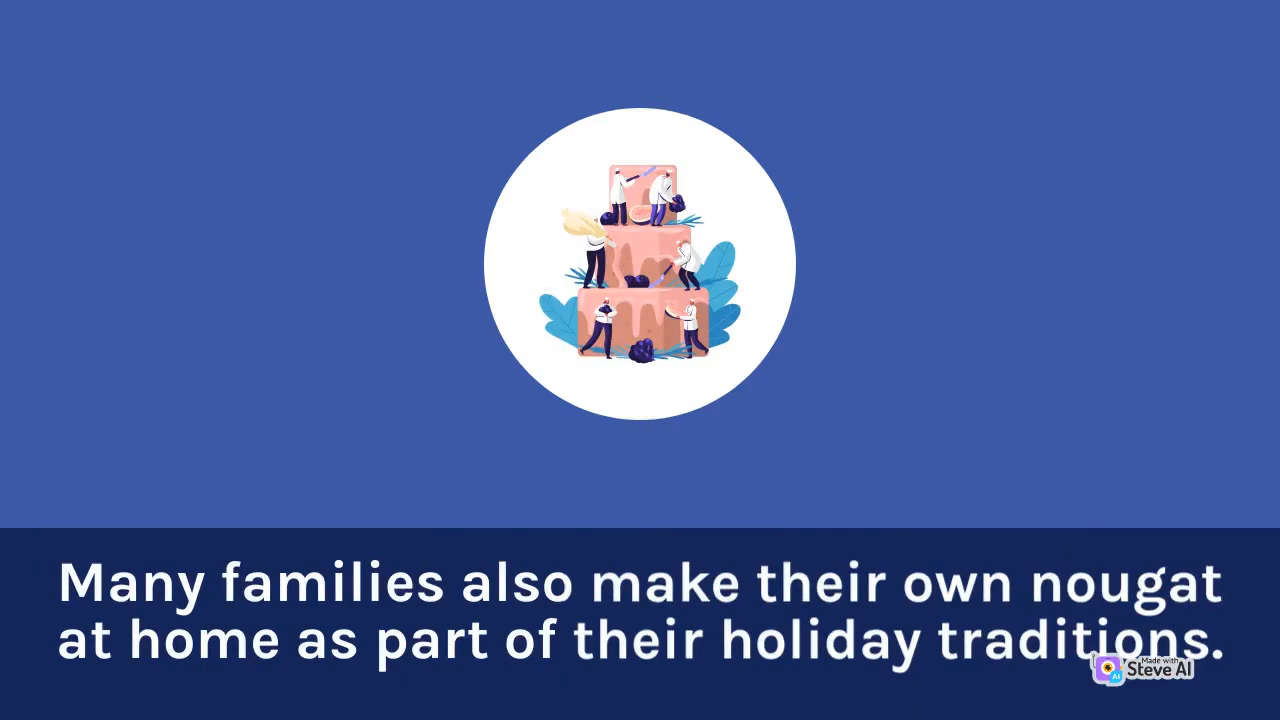 Many families also make their own nougat
at home as part of their holiday traditions.
Made with
Steve AI
AI